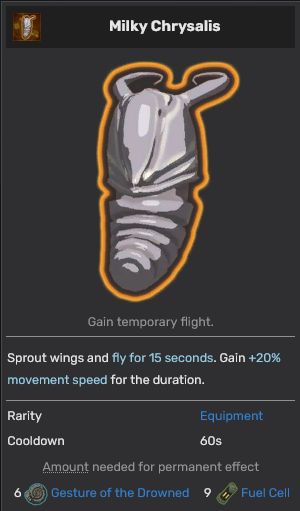 Milky Chrysalis
Gain temporary flight.
Sprout wings and fly for 15 seconds. Gain +20%
movement speed for the duration.
Rarity Equipment
Cooldown 60s
Amount needed for permanent effect
6 Gesture of the Drowned 9 Fuel Cell